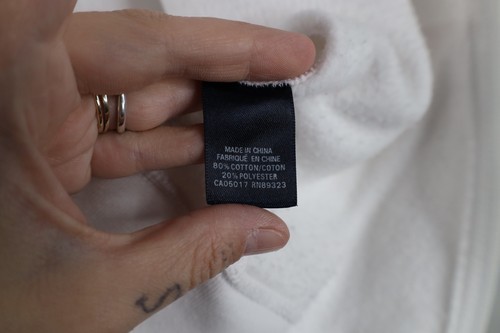 MADE IN CHINA
FABRIQUÉ EN CHINE
80% COTTON/COTON
20% POLYESTER
CA05017 RN89323